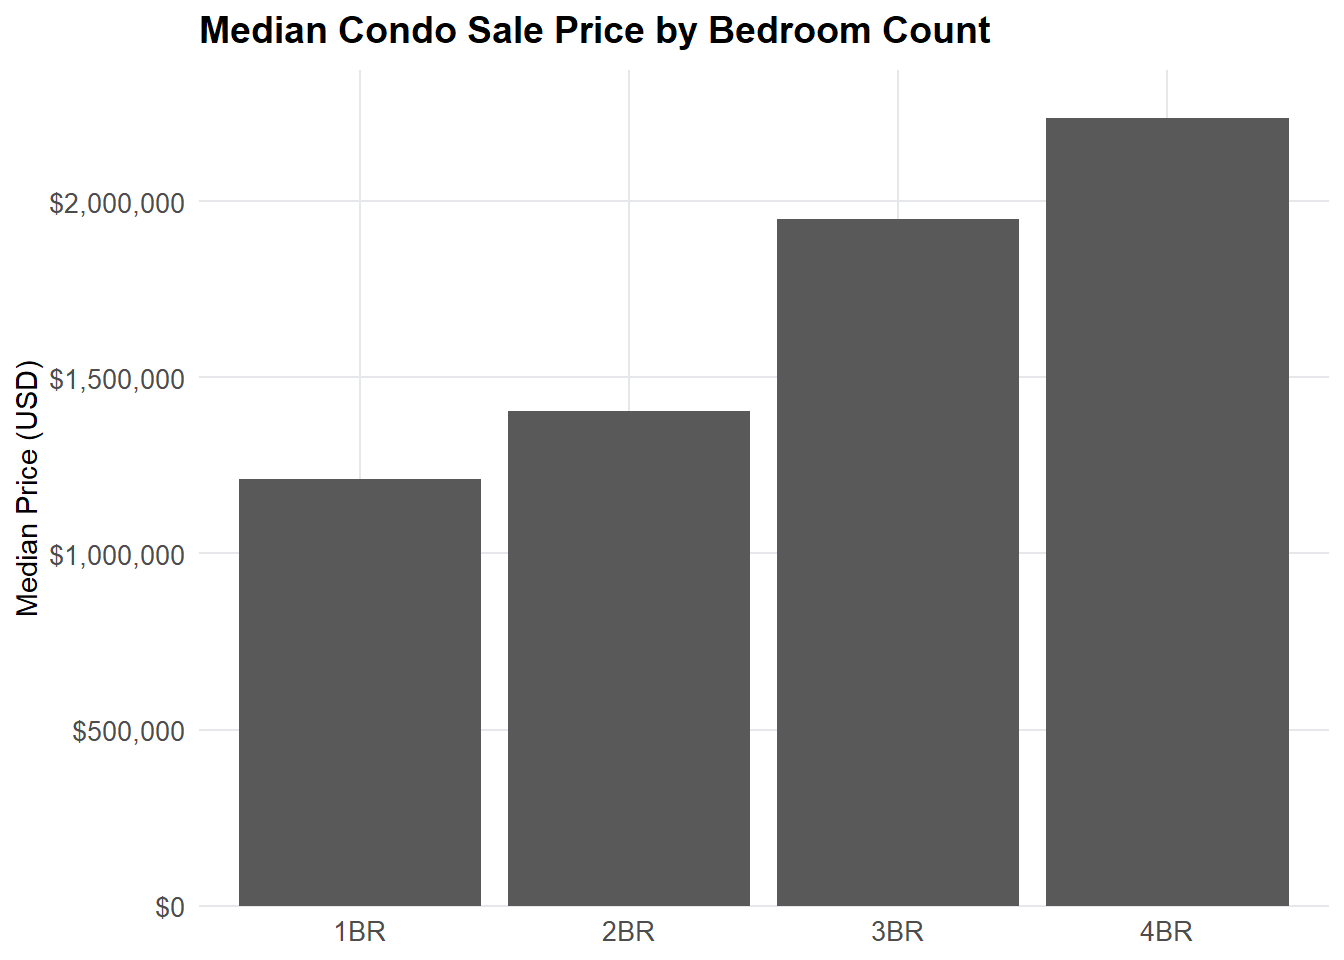 Median Condo Sale Price by Bedroom Count
Median Price (USD)
$2,000,000
$1,500,000
$1,000,000
$500,000
$0
1BR 2BR 3BR 4BR